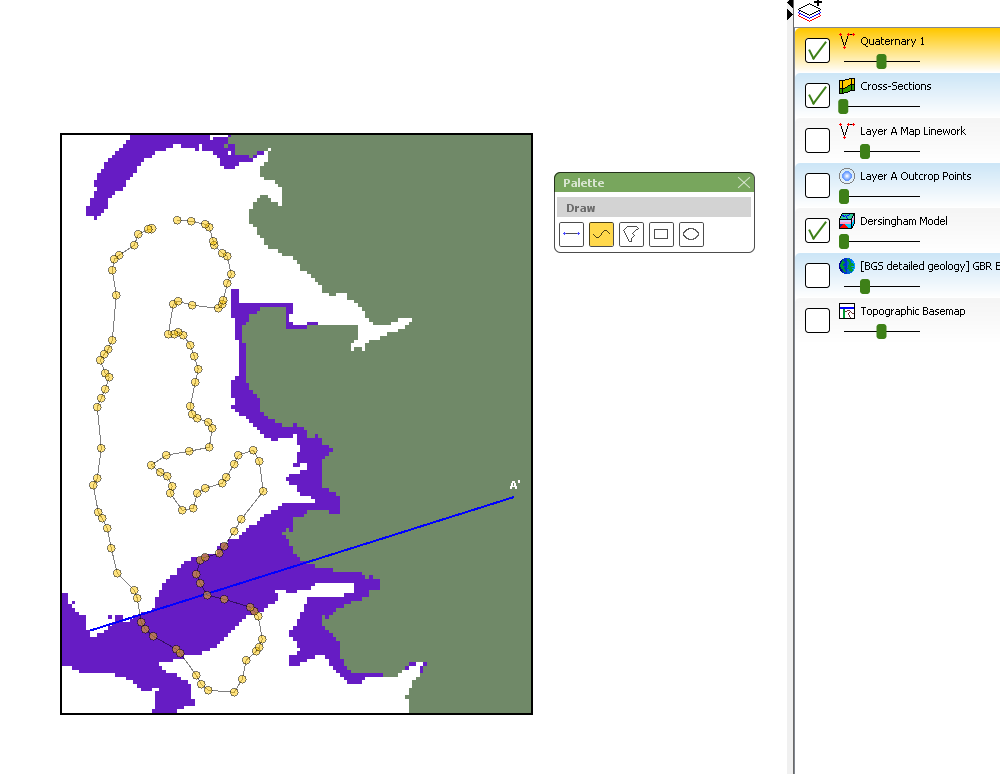 Quaternary 1
Cross-Sections
Layer A Map Linework
Palette
Layer A Outcrop Points
Draw
Dersingham Model
[BGS detailed geology] GBR B
Topographic Basemap
A'